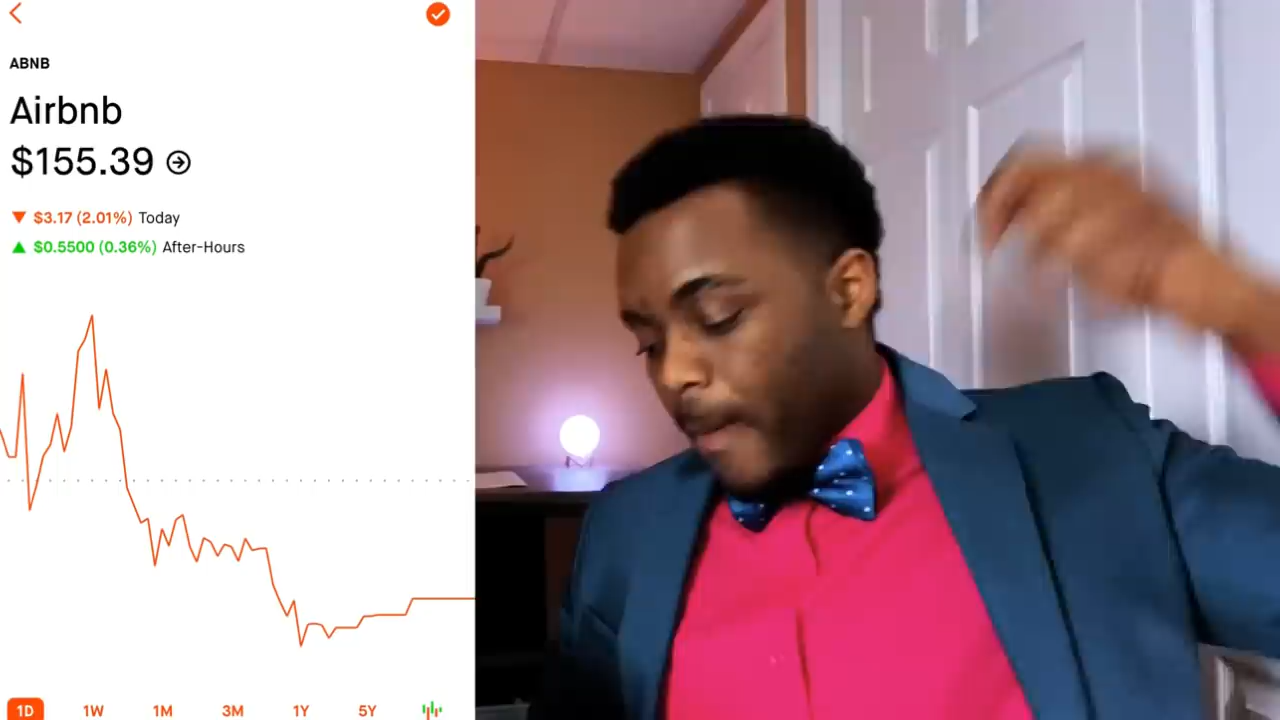 ABNB
Airbnb
$155.39
$3.17 (2.01%) Today
$0.5500 (0.36%) After-Hours
1D 1W 1M 3M 1Y 5Y